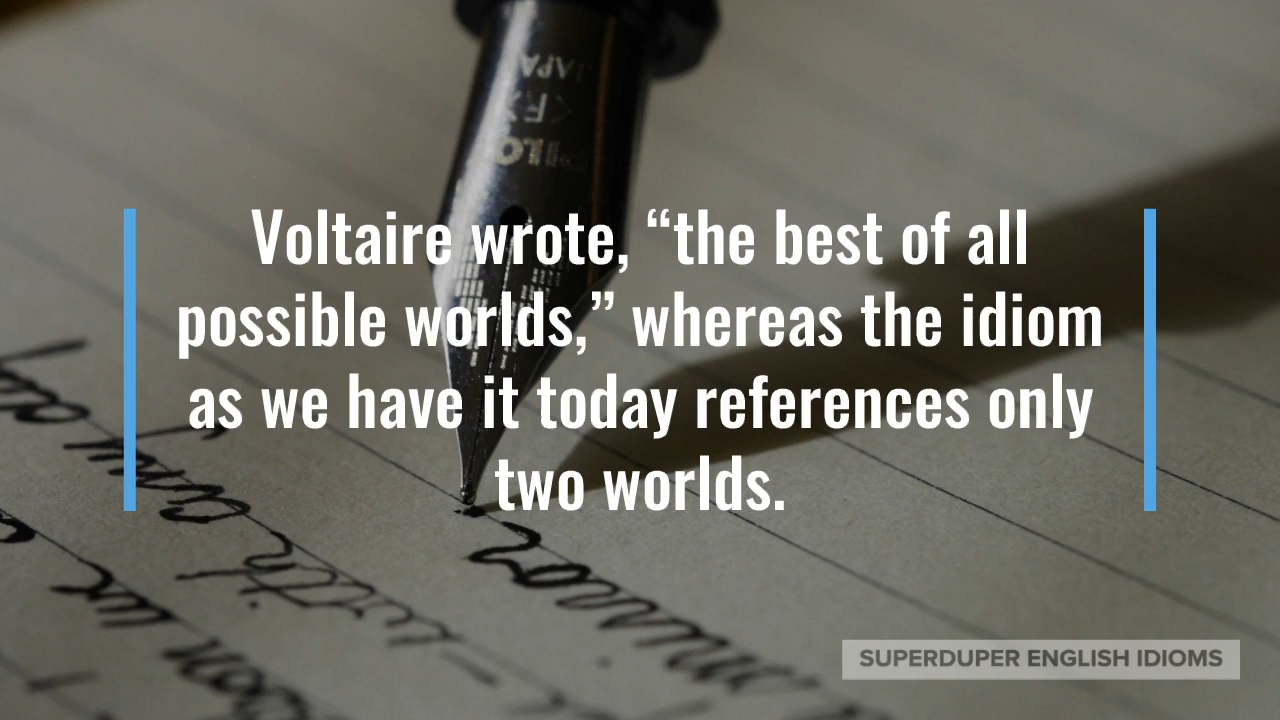 Voltaire wrote, “the best of all
possible worlds,” whereas the idiom
as we have it today references only
two worlds.
SUPERDUPER ENGLISH IDIOMS